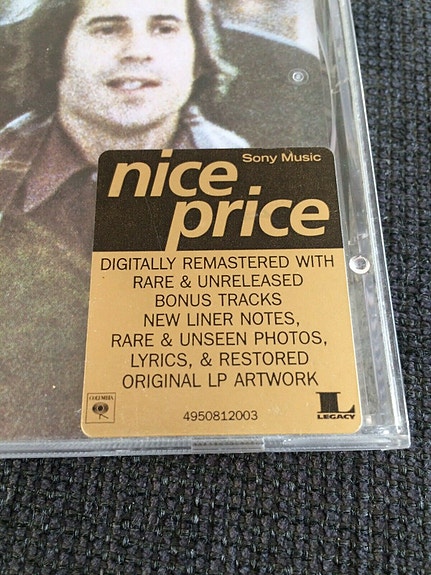 Sony Music
nice
price
DIGITALLY REMASTERED WITH
RARE & UNRELEASED
BONUS TRACKS
NEW LINER NOTES,
RARE & UNSEEN PHOTOS,
LYRICS, & RESTORED
ORIGINAL LP ARTWORK
COLUMBIA
L
LEGACY
4950812003